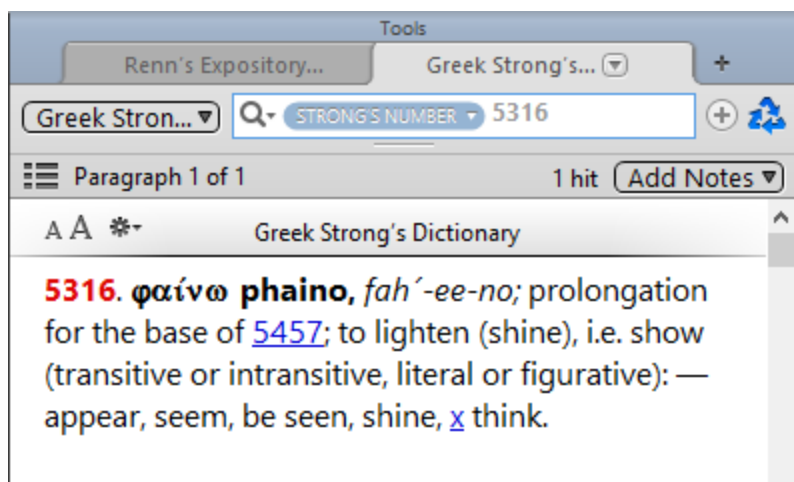 Tools
Renn's Expository... Greek Strong's... +
Greek Stron... STRONG'S NUMBER 5316
Paragraph 1 of 1 1 hit Add Notes
A A Greek Strong's Dictionary
5316. φαίνω phaino, fah´-ee-no; prolongation
for the base of 5457; to lighten (shine), i.e. show
(transitive or intransitive, literal or figurative): —
appear, seem, be seen, shine, x think.